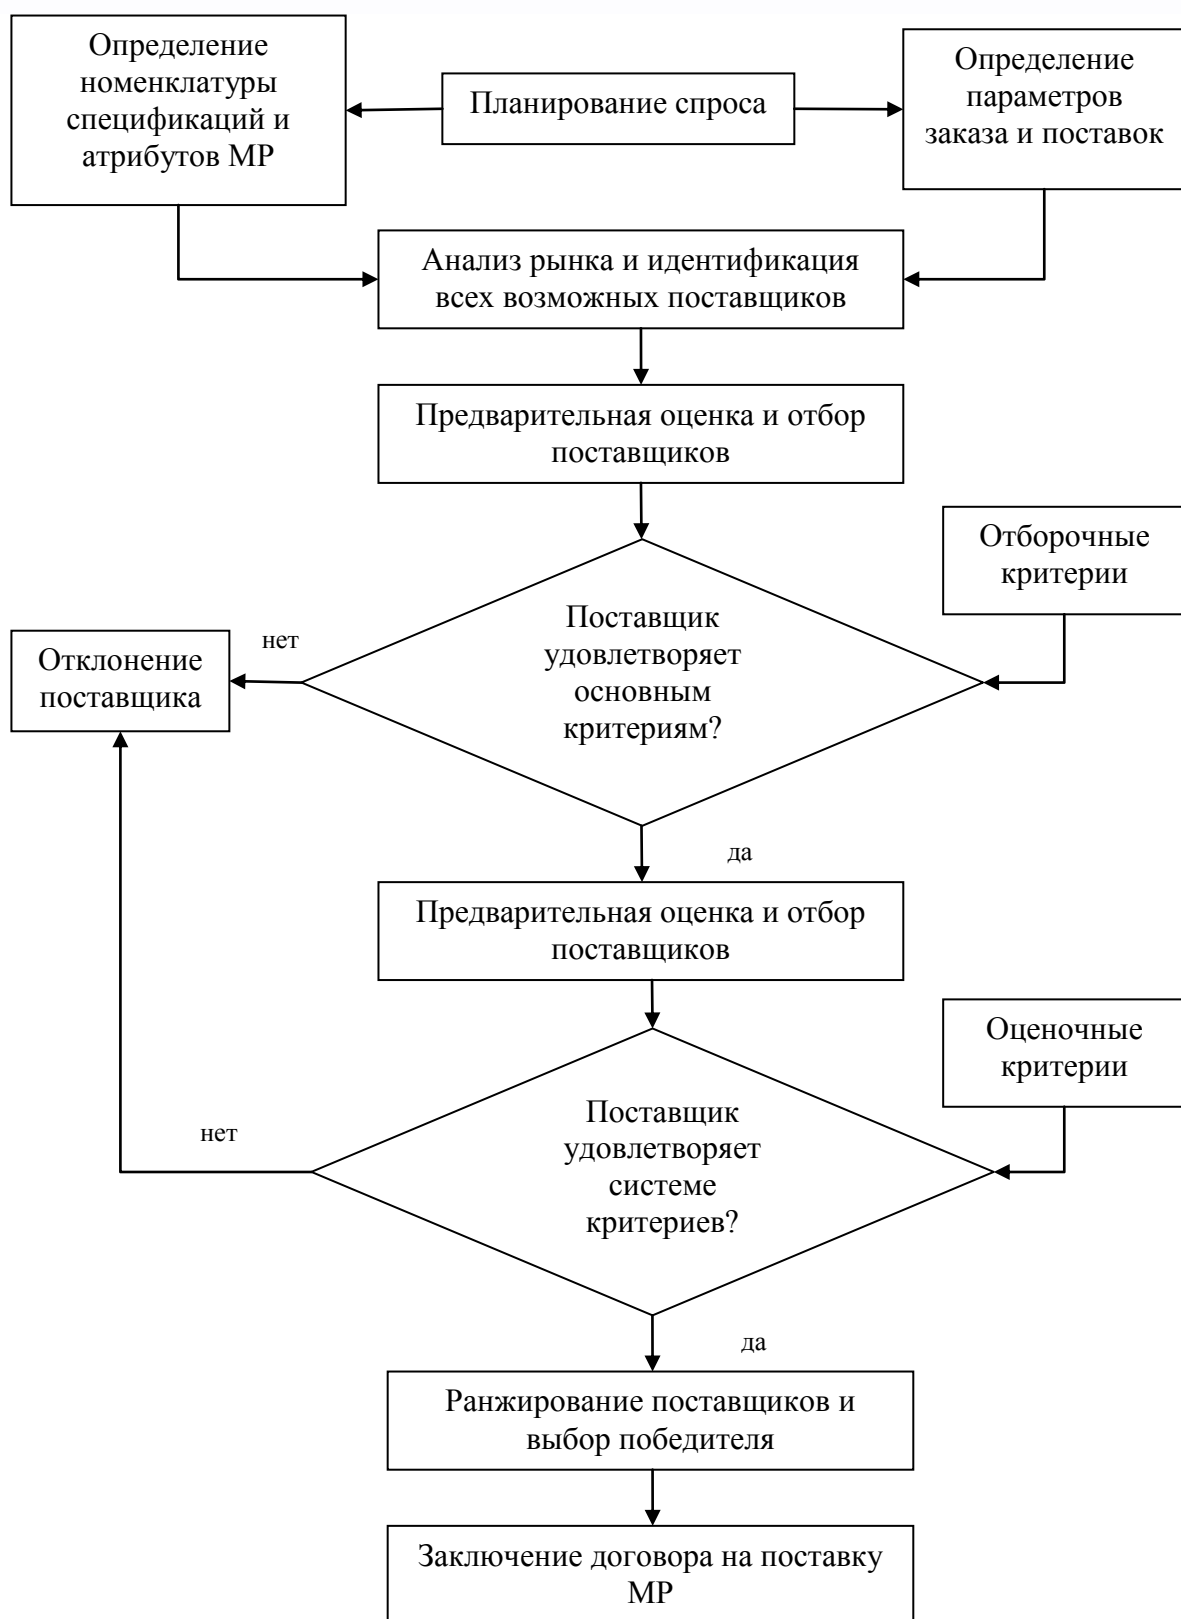 Определение
номенклатуры
спецификаций и
атрибутов МР
Планирование спроса
Определение
параметров
заказа и поставок
Анализ рынка и идентификация
всех возможных поставщиков
Предварительная оценка и отбор
поставщиков
Отборочные
критерии
Поставщик
удовлетворяет
основным
критериям?
нет
Отклонение
поставщика
да
Предварительная оценка и отбор
поставщиков
Оценочные
критерии
Поставщик
удовлетворяет
системе
критериев?
нет
да
Ранжирование поставщиков и
выбор победителя
Заключение договора на поставку
МР